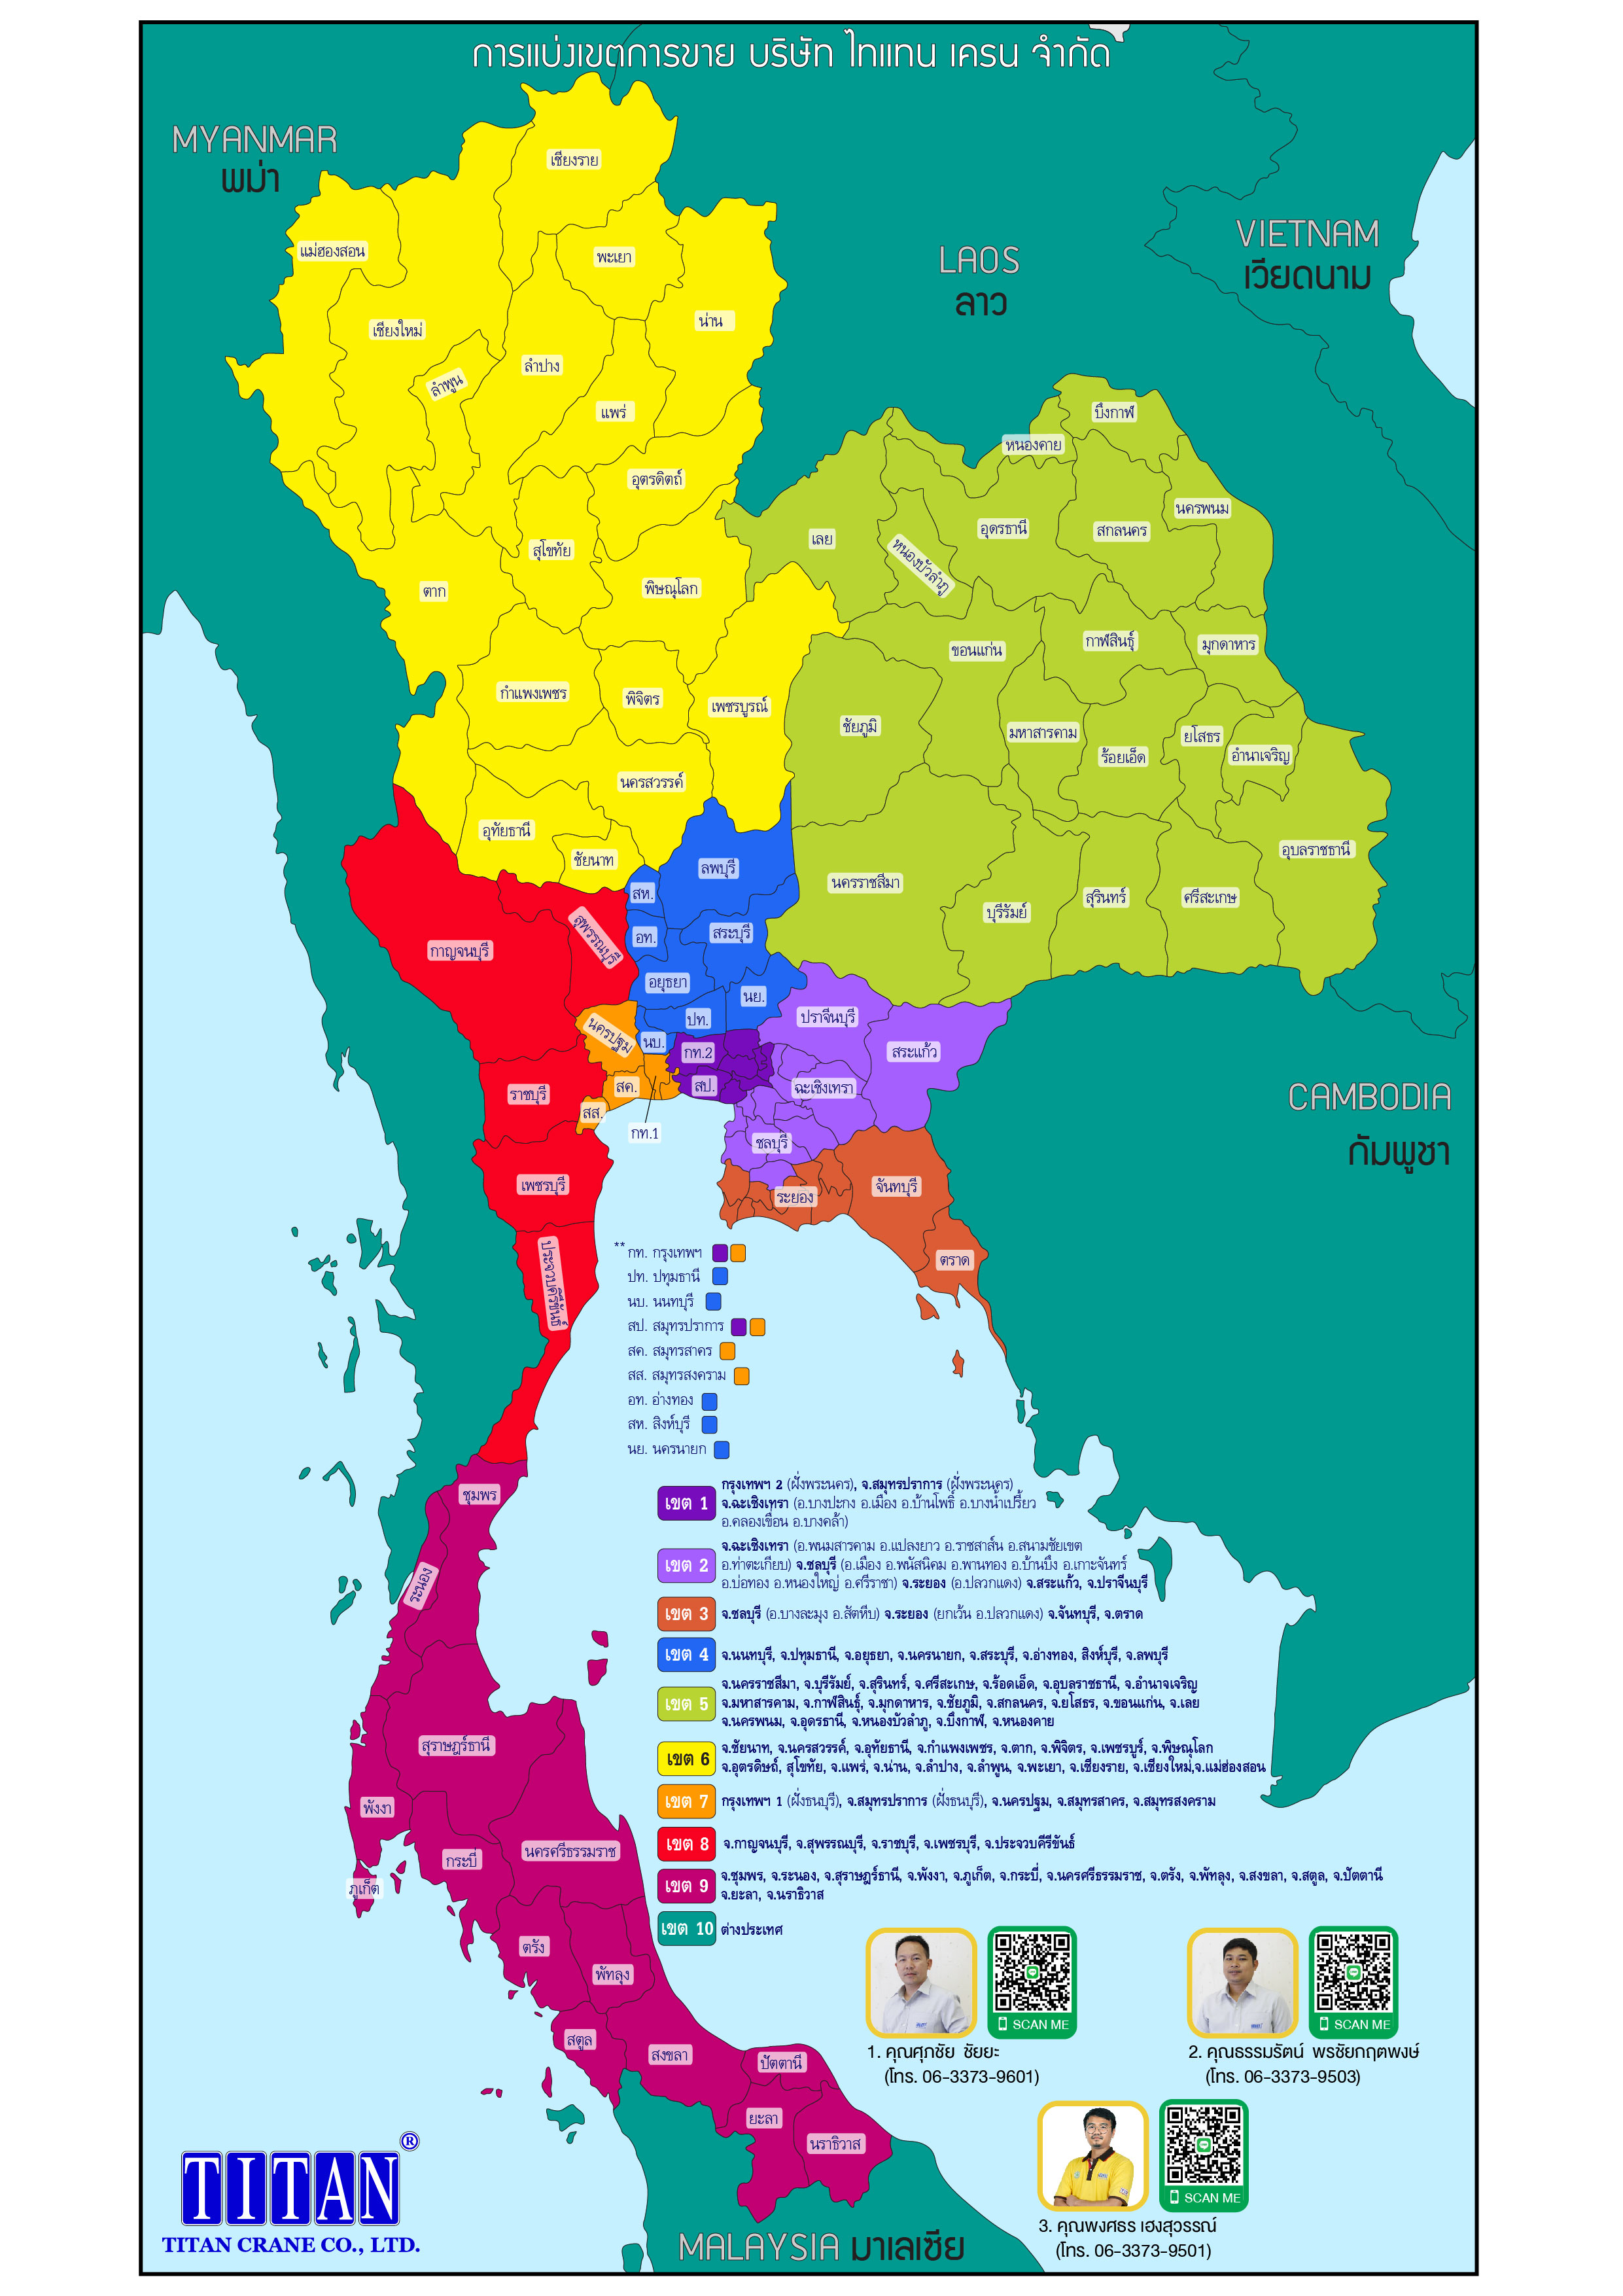 การแบ่งเขตการขาย บริษัท ไทแทน เครน จำกัด
MYANMAR
พม่า
LAOS
ลาว
VIETNAM
เวียดนาม
เชียงราย
แม่ฮองสอน
พะเยา
น่าน
เชียงใหม่
ลำปาง
ลำพูน
แพร่
อุตรดิตถ์
สุโขทัย
ตาก
พิษณุโลก
กำแพงเพชร
พิจิตร
เพชรบูรณ์
นครสวรรค์
อุทัยธานี
ชัยนาท
บึงกาฬ
หนองคาย
นครพนม
อุดรธานี
สกลนคร
เลย
หนองบัวลำภู
ขอนแก่น
กาฬสินธุ์
มุกดาหาร
ชัยภูมิ
มหาสารคาม
ร้อยเอ็ด
ยโสธร
อำนาเจริญ
อุบลราชธานี
นครราชสีมา
บุรีรัมย์
สุรินทร์
ศรีสะเกษ
ลพบุรี
สห.
อท.
สระบุรี
อยุธยา
นย.
ปท.
นบ.
กาญจนบุรี
สุพรรณบุรี
นครปฐม
กท.2
สป.
สค.
สส.
กท.1
ราชบุรี
เพชรบุรี
ประจวบคีรีขันธ์
ปราจีนบุรี
สระแก้ว
ฉะเชิงเทรา
ชลบุรี
ระยอง
จันทบุรี
ตราด
CAMBODIA
กัมพูชา
**กท. กรุงเทพฯ
ปท. ปทุมธานี
นบ. นนทบุรี
สป. สมุทรปราการ
สค. สมุทรสาคร
สส. สมุทรสงคราม
อท. อ่างทอง
สห. สิงห์บุรี
นย. นครนายก
ชุมพร
ระนอง
สุราษฎร์ธานี
พังงา
กระบี่
นครศรีธรรมราช
ภูเก็ต
ตรัง
พัทลุง
สตูล
สงขลา
ปัตตานี
ยะลา
นราธิวาส
เขต 1
กรุงเทพฯ 2 (ฝั่งพระนคร), จ.สมุทรปราการ (ฝั่งพระนคร)
จ.ฉะเชิงเทรา (อ.บางปะกง อ.เมือง อ.บ้านโพธิ์ อ.บางน้ำเปรี้ยว
อ.คลองเขื่อน อ.บางคล้า)
เขต 2
จ.ฉะเชิงเทรา (อ.พนมสารคาม อ.แปลงยาว อ.ราชสาส์น อ.สนามชัยเขต
อ.ท่าตะเกียบ) จ.ชลบุรี (อ.เมือง อ.พนัสนิคม อ.พานทอง อ.บ้านบึง อ.เกาะจันทร์
อ.บ่อทอง อ.หนองใหญ่ อ.ศรีราชา) จ.ระยอง (อ.ปลวกแดง) จ.สระแก้ว, จ.ปราจีนบุรี
เขต 3
จ.ชลบุรี (อ.บางละมุง อ.สัตหีบ) จ.ระยอง (ยกเว้น อ.ปลวกแดง) จ.จันทบุรี, จ.ตราด
เขต 4
จ.นนทบุรี, จ.ปทุมธานี, จ.อยุธยา, จ.นครนายก, จ.สระบุรี, จ.อ่างทอง, สิงห์บุรี, จ.ลพบุรี
เขต 5
จ.นครราชสีมา, จ.บุรีรัมย์, จ.สุรินทร์, จ.ศรีสะเกษ, จ.ร้อดเอ็ด, จ.อุบลราชธานี, จ.อำนาจเจริญ
จ.มหาสารคาม, จ.กาฬสินธุ์, จ.มุกดาหาร, จ.ชัยภูมิ, จ.สกลนคร, จ.ยโสธร, จ.ขอนแก่น, จ.เลย
จ.นครพนม, จ.อุดรธานี, จ.หนองบัวลำภู, จ.บึงกาฬ, จ.หนองคาย
เขต 6
จ.ชัยนาท, จ.นครสวรรค์, จ.อุทัยธานี, จ.กำแพงเพชร, จ.ตาก, จ.พิจิตร, จ.เพชรบูร์, จ.พิษณุโลก
จ.อุตรดิษถ์, สุโขทัย, จ.แพร่, จ.น่าน, จ.ลำปาง, จ.ลำพูน, จ.พะเยา, จ.เชียงราย, จ.เชียงใหม่,จ.แม่ฮ่องสอน
เขต 7
กรุงเทพฯ 1 (ฝั่งธนบุรี), จ.สมุทรปราการ (ฝั่งธนบุรี), จ.นครปฐม, จ.สมุทรสาคร, จ.สมุทรสงคราม
เขต 8
จ.กาญจนบุรี, จ.สุพรรณบุรี, จ.ราชบุรี, จ.เพชรบุรี, จ.ประจวบคีรีขันธ์
เขต 9
จ.ชุมพร, จ.ระนอง, จ.สุราษฎร์ธานี, จ.พังงา, จ.ภูเก็ต, จ.กระบี่, จ.นครศรีธรรมราช, จ.ตรัง, จ.พัทลุง, จ.สงขลา, จ.สตูล, จ.ปัตตานี
จ.ยะลา, จ.นราธิวาส
เขต 10
ต่างประเทศ
SCAN ME
SCAN ME
1. คุณศุภชัย ชัยยะ
(โทร. 06-3373-9601)
2. คุณธรรมรัตน์ พรชัยกฤตพงษ์
(โทร. 06-3373-9503)
SCAN ME
3. คุณพงศธร เฮงสุวรรณ์
(โทร. 06-3373-9501)
TITAN®
TITAN CRANE CO., LTD.
MALAYSIA มาเลเซีย